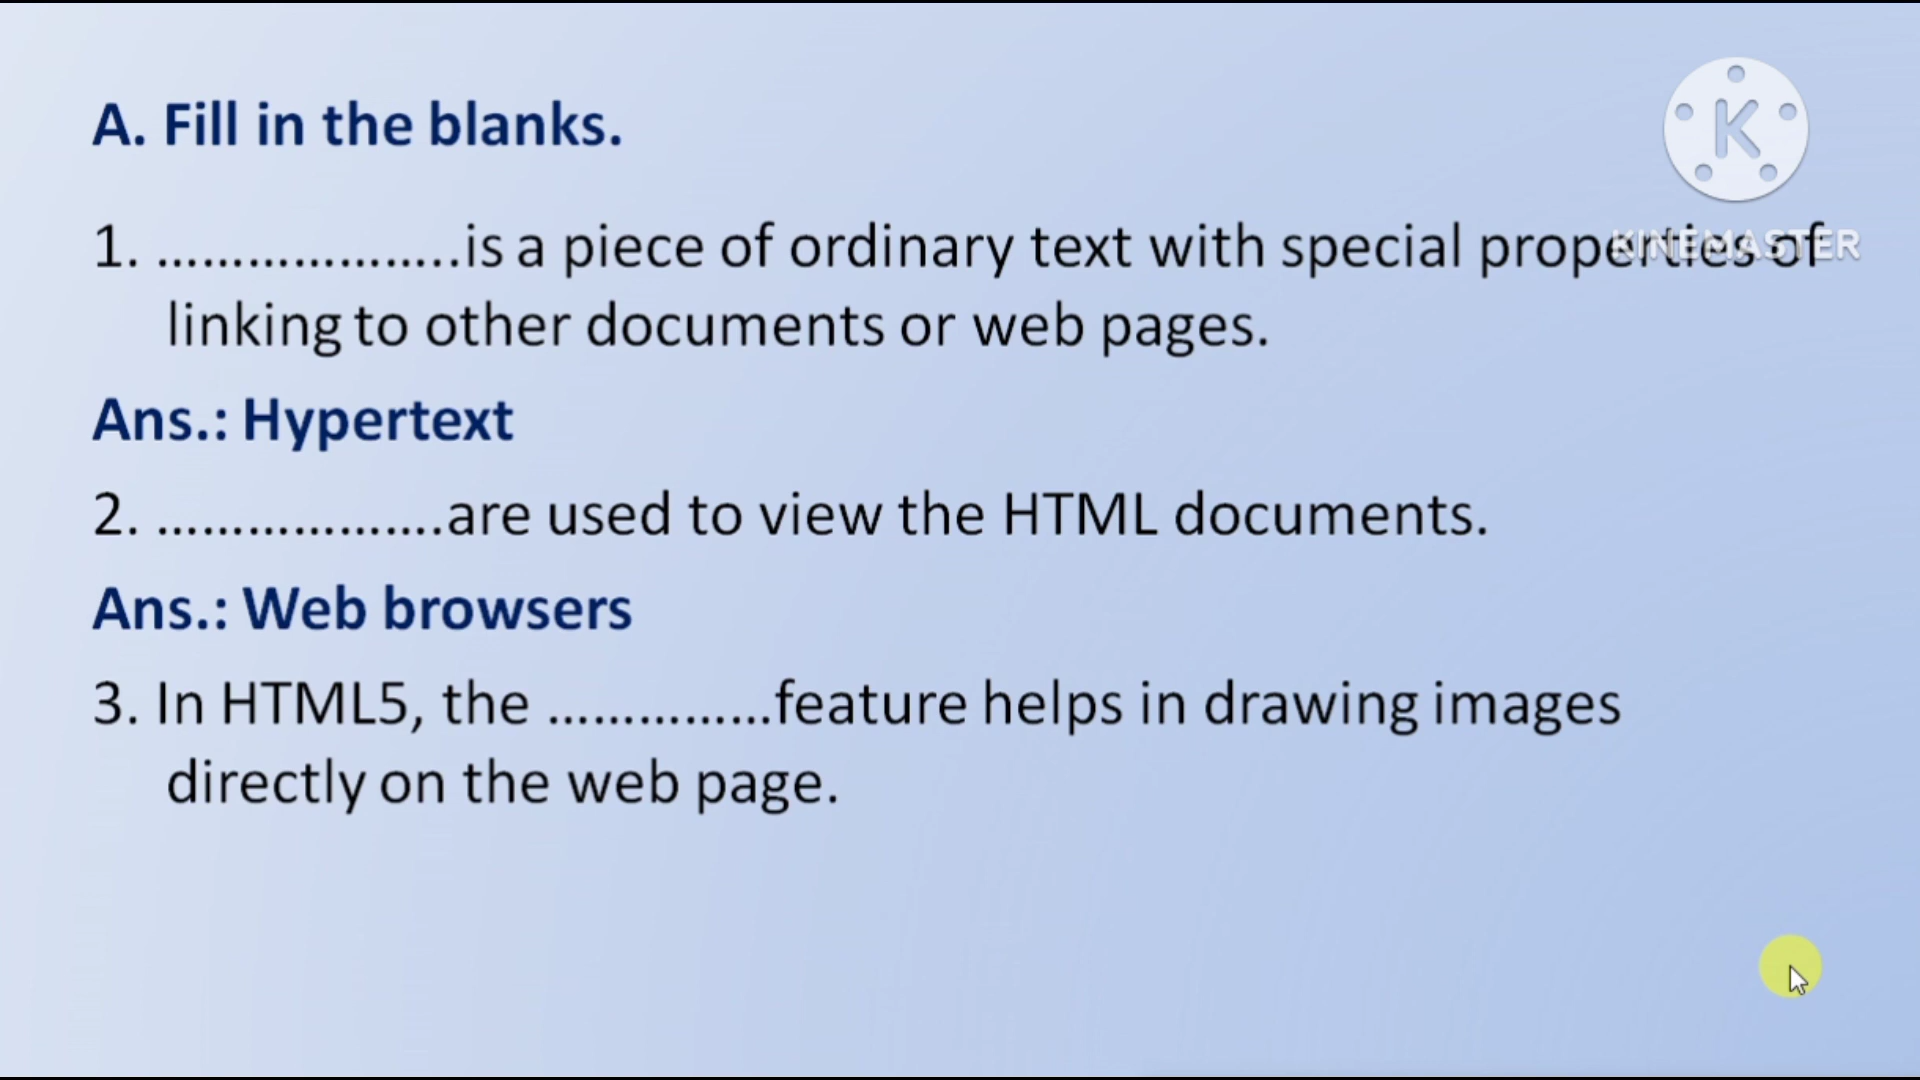 A. Fill in the blanks.
K
1. ………………..is a piece of ordinary text with special properties of
KINEMASTER
linking to other documents or web pages.
Ans.: Hypertext
2. ……………….are used to view the HTML documents.
Ans.: Web browsers
3. In HTML5, the ……………feature helps in drawing images
directly on the web page.